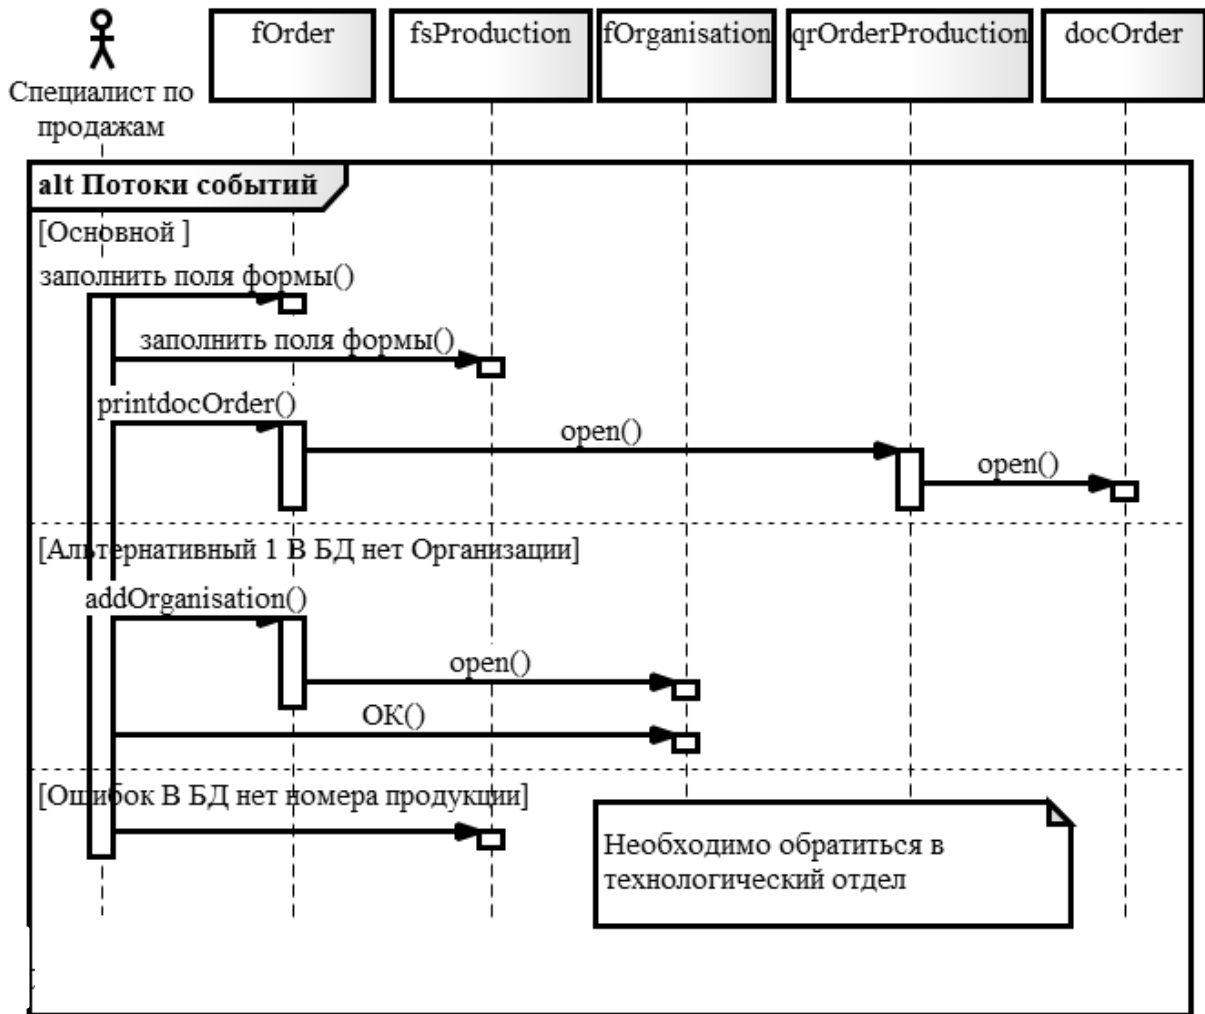 fOrder
fsProduction
fOrganisation
qrOrderProduction
docOrder
Специалист по
продажам
alt Потоки событий
[Основной ]
заполнить поля формы()
заполнить поля формы()
printdocOrder()
open()
open()
[Альтернативный 1 В БД нет Организации]
addOrganisation()
open()
OK()
[Ошибок В БД нет номера продукции]
Необходимо обратиться в
технологический отдел